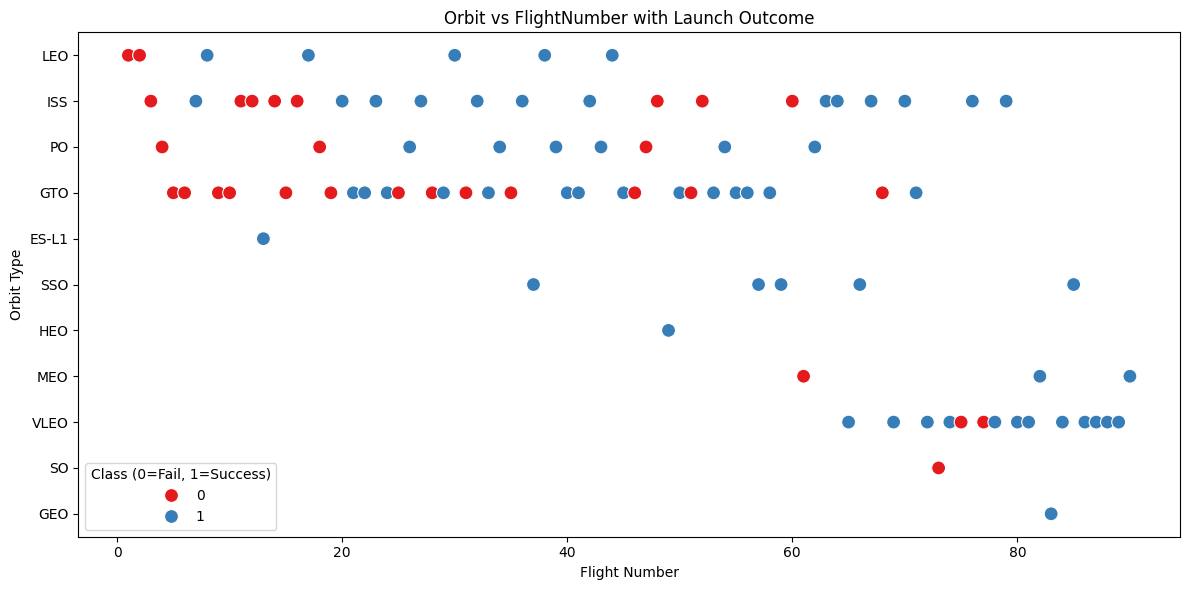 Orbit vs FlightNumber with Launch Outcome
Orbit Type
LEO
ISS
PO
GTO
ES-L1
SSO
HEO
MEO
VLEO
SO
GEO
Class (0=Fail, 1=Success)
0
1
0 20 40 60 80
Flight Number